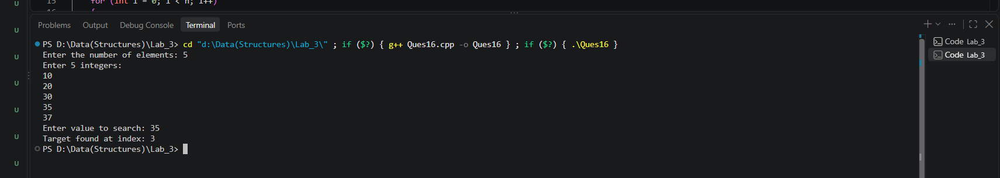 U
15 for (int i = 0; i < n; i++)
16 {
Problems Output Debug Console Terminal Ports
U
PS D:\Data(Structures)\Lab_3> cd "d:\Data(Structures)\Lab_3\" ; if ($?) { g++ Ques16.cpp -o Ques16 } ; if ($?) { .\Ques16 }
Code Lab_3
Enter the number of elements: 5
Code Lab_3
U
Enter 5 integers:
10
20
U
30
35
U
37
Enter value to search: 35
Target found at index: 3
U
PS D:\Data(Structures)\Lab_3>
U